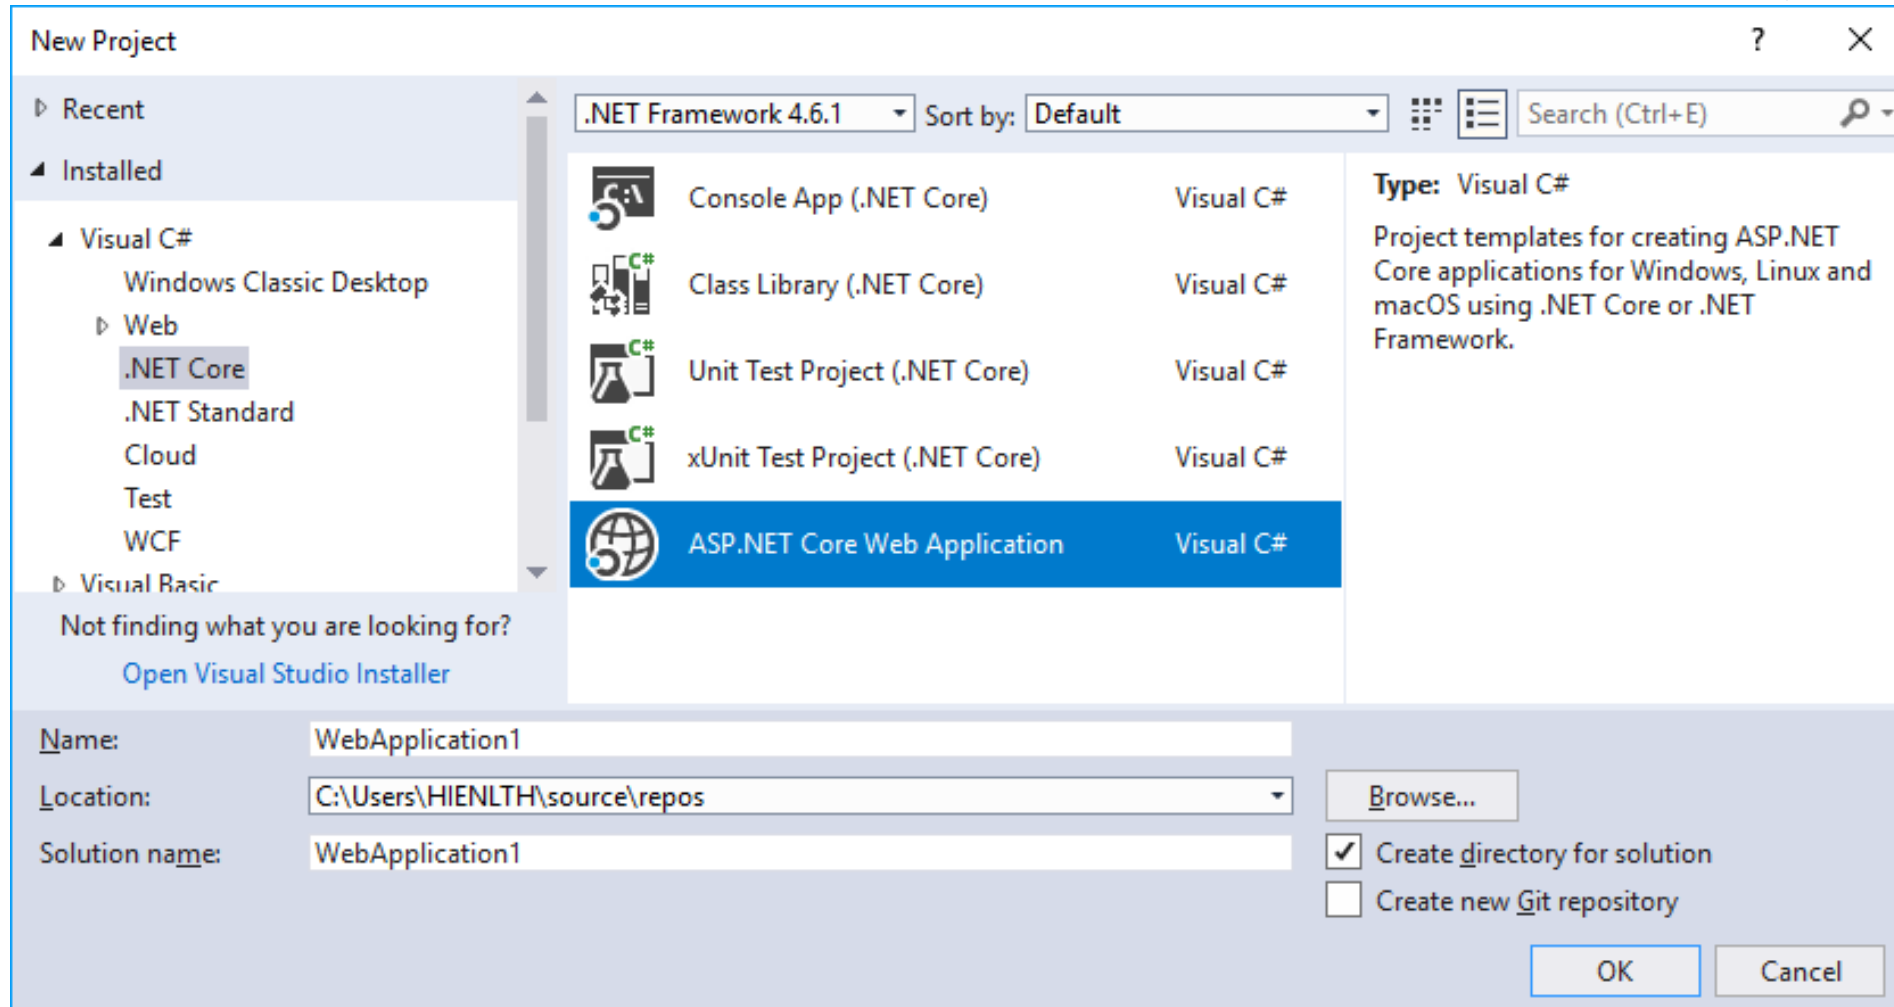 New Project
?
Recent
Installed
Visual C#
Windows Classic Desktop
Web
.NET Core
.NET Standard
Cloud
Test
WCF
Visual Basic
Not finding what you are looking for?
Open Visual Studio Installer
.NET Framework 4.6.1 Sort by: Default
Search (Ctrl+E)
Console App (.NET Core) Visual C#
Class Library (.NET Core) Visual C#
Unit Test Project (.NET Core) Visual C#
xUnit Test Project (.NET Core) Visual C#
ASP.NET Core Web Application Visual C#
Type: Visual C#
Project templates for creating ASP.NET
Core applications for Windows, Linux and
macOS using .NET Core or .NET
Framework.
Name: WebApplication1
Location: C:\Users\HIENLTH\source\repos
Browse...
Solution name: WebApplication1
Create directory for solution
Create new Git repository
OK Cancel